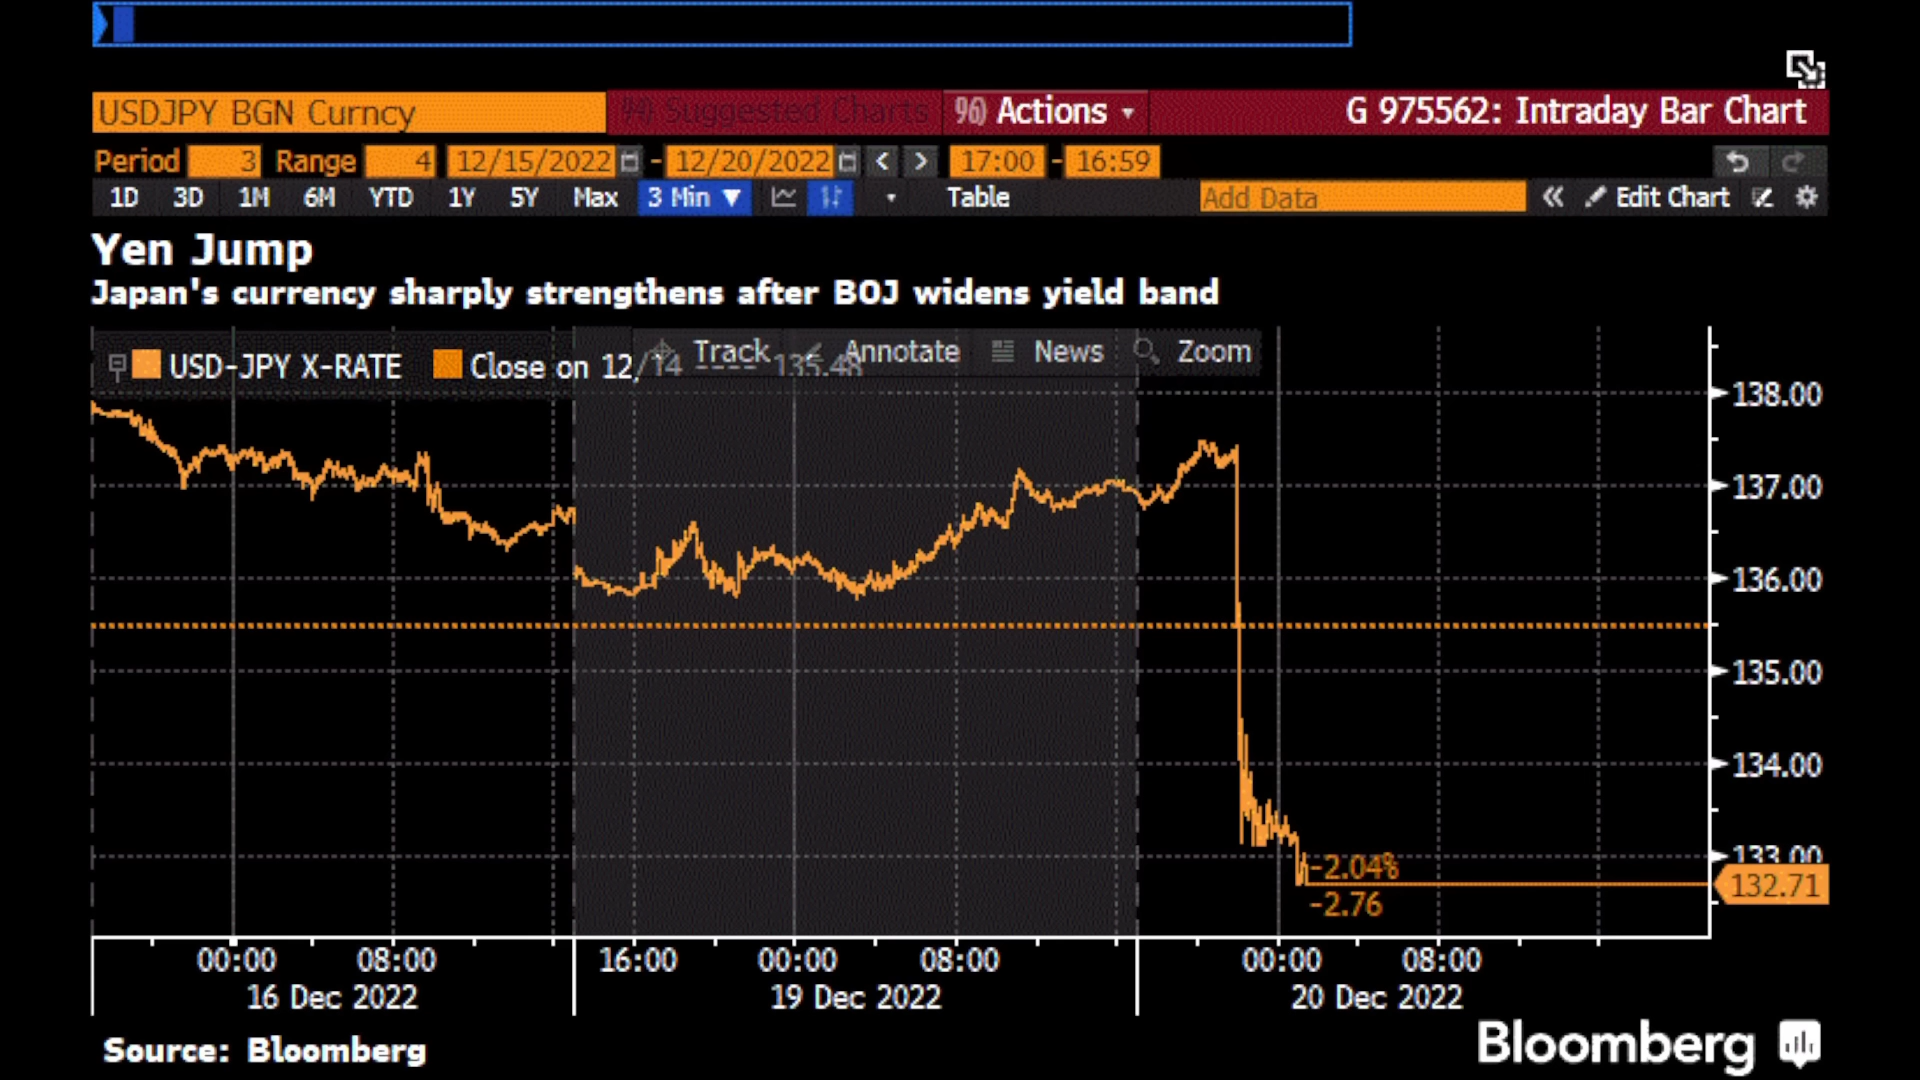 USDJPY BGN Curncy 94) Suggested Charts 96) Actions G 975562: Intraday Bar Chart
Period 3 Range 4 12/15/2022 - 12/20/2022 < > 17:00 - 16:59
1D 3D 1M 6M YTD 1Y 5Y Max 3 Min ▼ Table Add Data « Edit Chart
Yen Jump
Japan's currency sharply strengthens after BOJ widens yield band
Track Annotate News Zoom
USD-JPY X-RATE Close on 12/14 ---- 135.48
138.00
137.00
136.00
135.00
134.00
133.00
-2.04%
132.71
-2.76
00:00 08:00 16:00 00:00 08:00 00:00 08:00
16 Dec 2022 19 Dec 2022 20 Dec 2022
Source: Bloomberg
Bloomberg